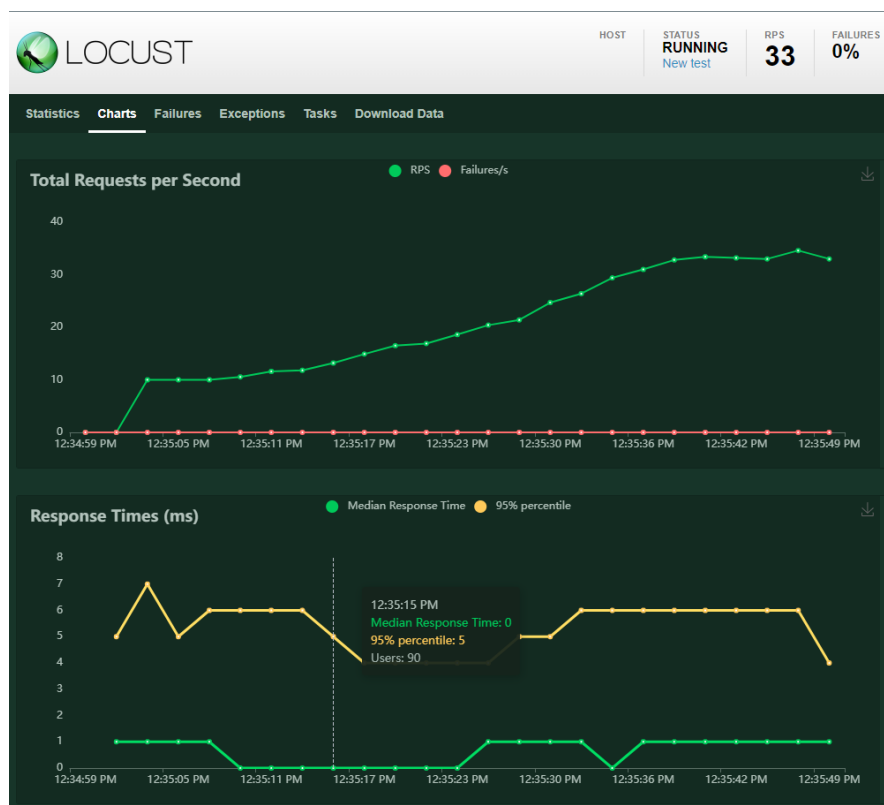 LOCUST
HOST
STATUS
RUNNING
New test
RPS
33
FAILURES
0%
Statistics Charts Failures Exceptions Tasks Download Data
Total Requests per Second
RPS Failures/s
40
30
20
10
0
12:34:59 PM 12:35:05 PM 12:35:11 PM 12:35:17 PM 12:35:23 PM 12:35:30 PM 12:35:36 PM 12:35:42 PM 12:35:49 PM
Response Times (ms)
Median Response Time 95% percentile
8
7
6
5
4
3
2
1
0
12:35:15 PM
Median Response Time: 0
95% percentile: 5
Users: 90
12:34:59 PM 12:35:05 PM 12:35:11 PM 12:35:17 PM 12:35:23 PM 12:35:30 PM 12:35:36 PM 12:35:42 PM 12:35:49 PM